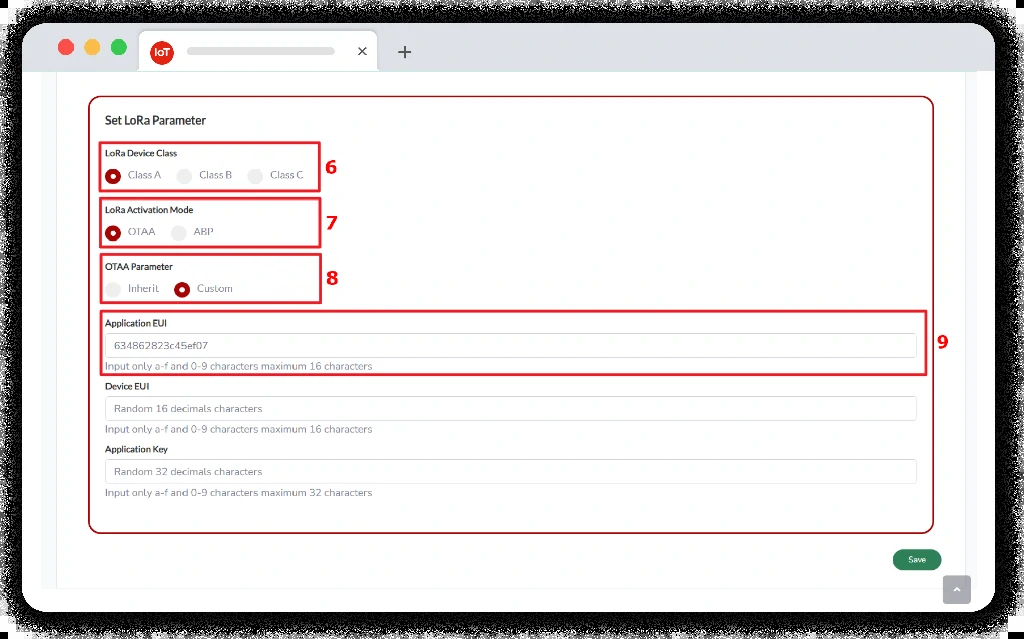 IoT
Set LoRa Parameter
LoRa Device Class
Class A Class B Class C
6
LoRa Activation Mode
OTAA ABP
7
OTAA Parameter
Inherit Custom
8
Application EUI
634862823c45ef07
Input only a-f and 0-9 characters maximum 16 characters
9
Device EUI
Random 16 decimals characters
Input only a-f and 0-9 characters maximum 16 characters
Application Key
Random 32 decimals characters
Input only a-f and 0-9 characters maximum 32 characters
Save